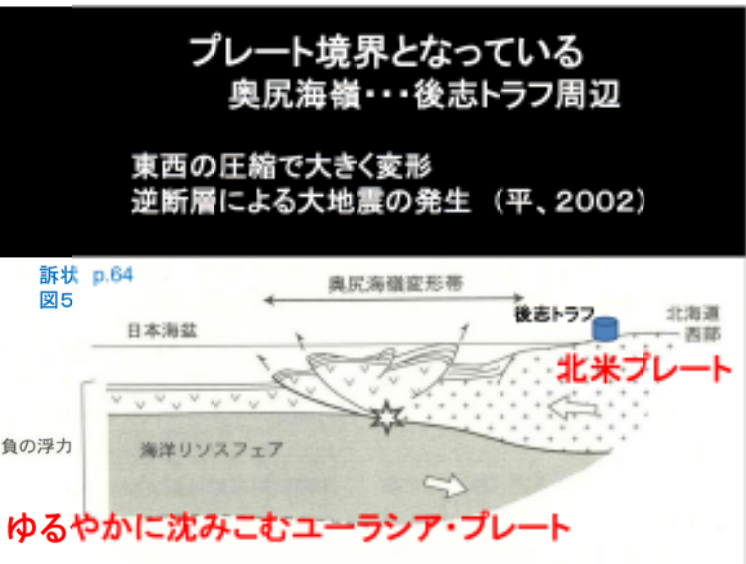 プレート境界となっている
奥尻海嶺・・・後志トラフ周辺
東西の圧縮で大きく変形
逆断層による大地震の発生 (平、2002)
訴状 p.64
図5
奥尻海嶺変形帯
後志トラフ
北海道
西部
日本海盆
北米プレート
負の浮力
海洋リソスフェア
ゆるやかに沈みこむユーラシア・プレート